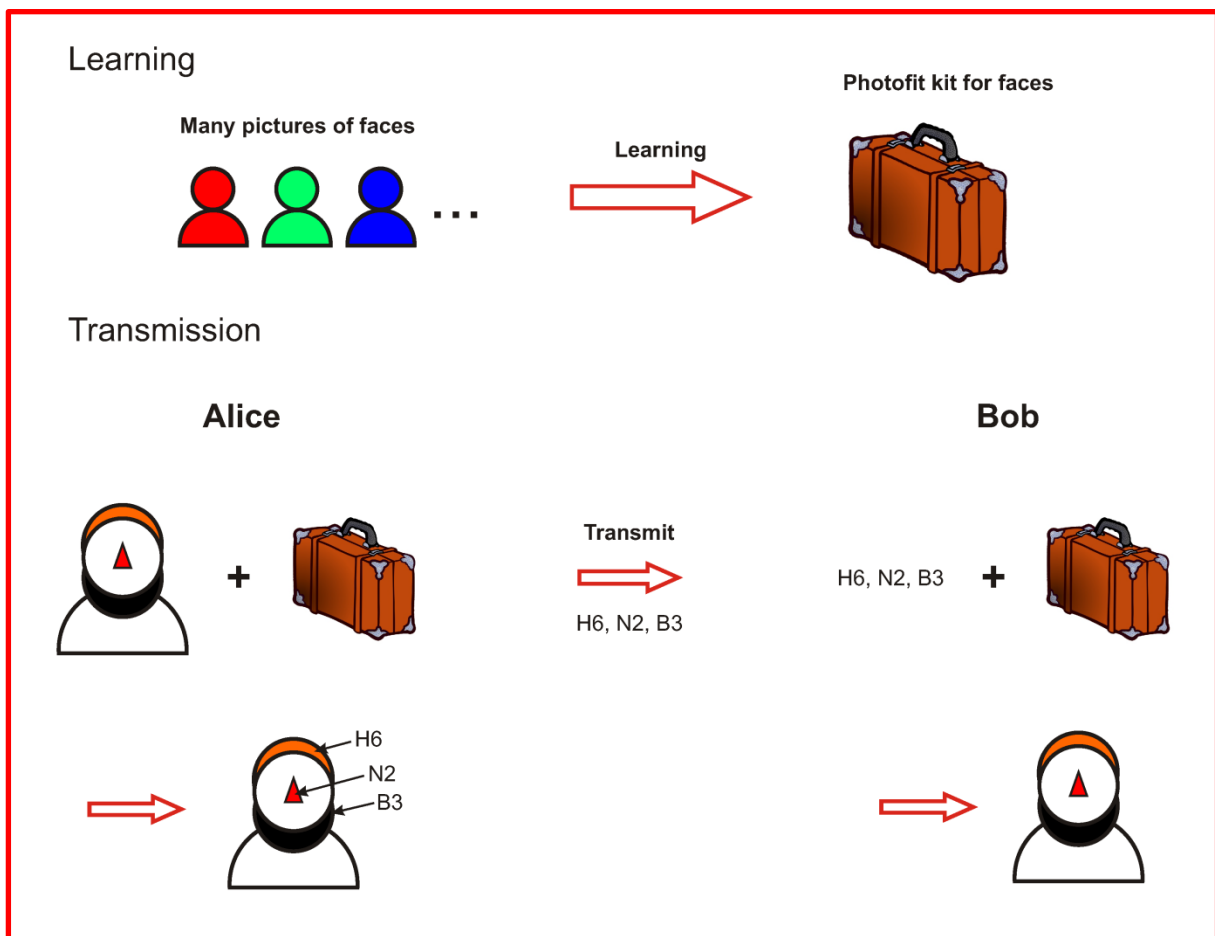 Learning
Photofit kit for faces
Many pictures of faces
Learning
...
Transmission
Alice
Bob
Transmit
+
H6, N2, B3
+
H6, N2, B3
H6
N2
B3